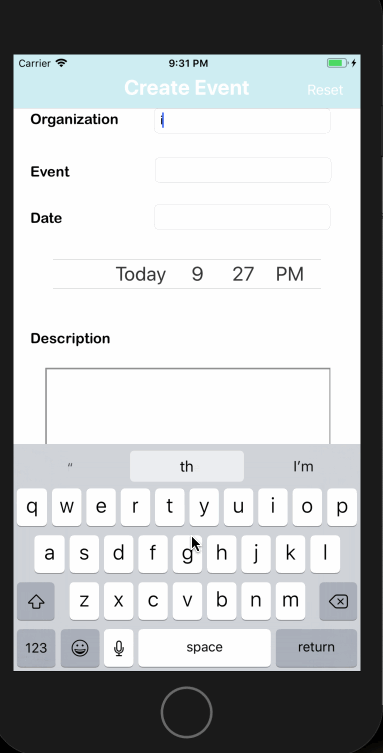 Carrier 9:31 PM
Create Event Reset
Organization
Event
Date
Today 9 27 PM
Description
“ th I’m
q w e r t y u i o p
a s d f g h j k l
z x c v b n m
123 space return